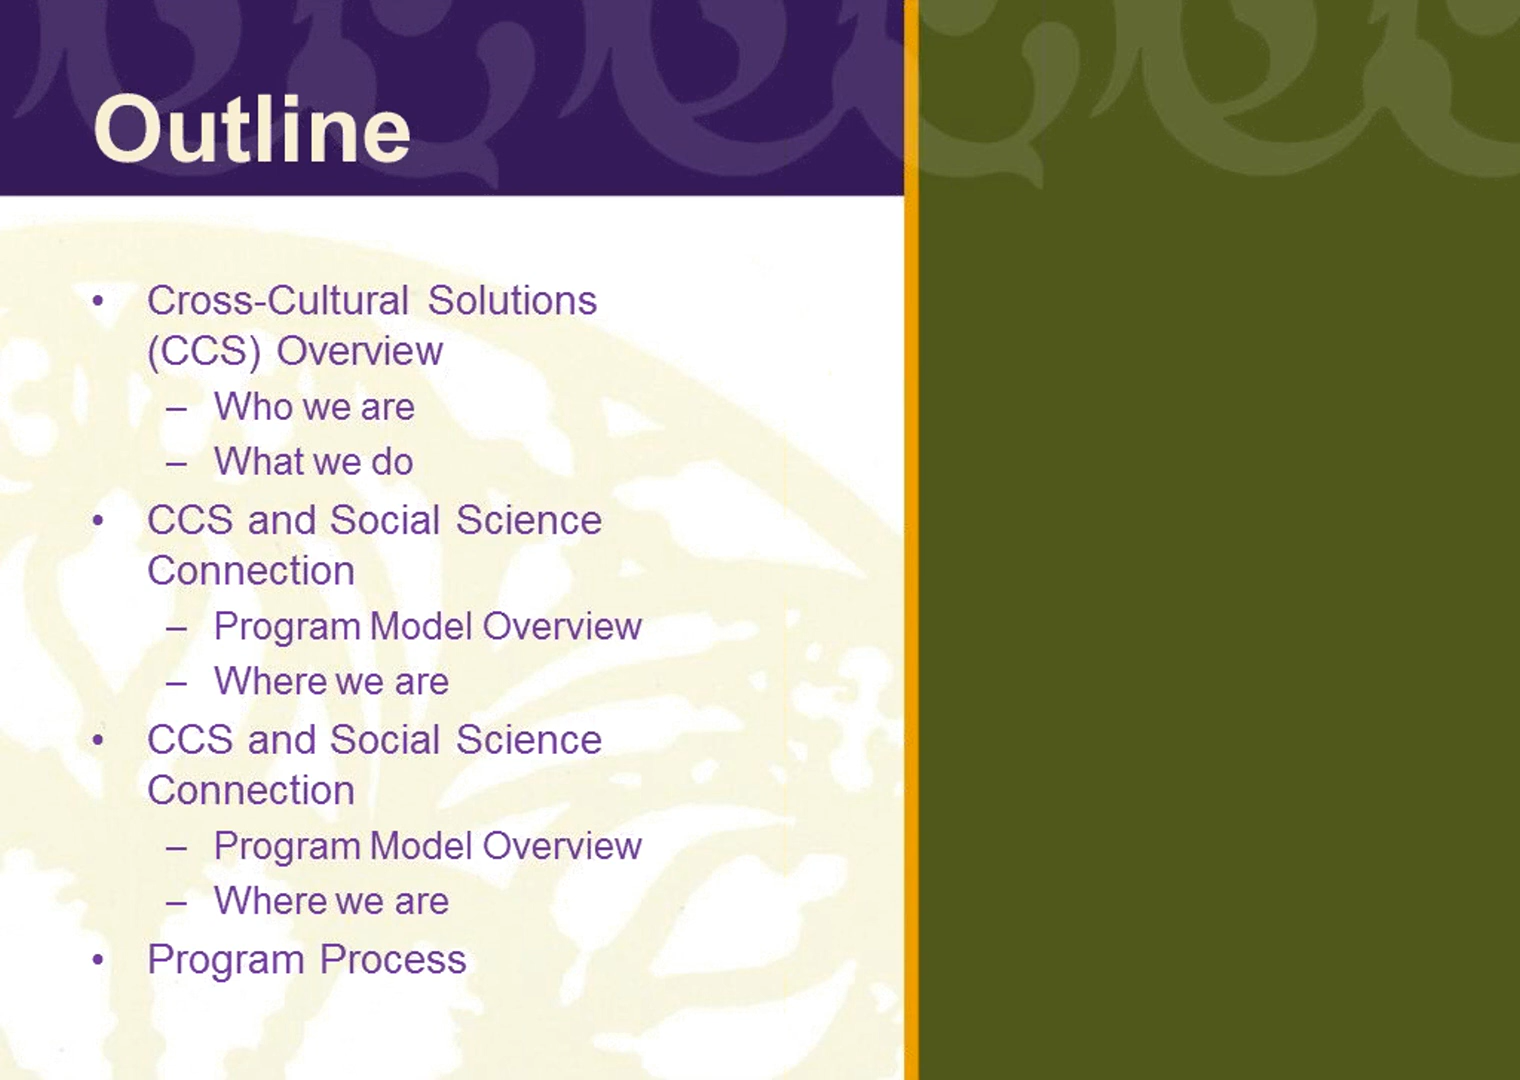 Outline
• Cross-Cultural Solutions
(CCS) Overview
– Who we are
– What we do
• CCS and Social Science
Connection
– Program Model Overview
– Where we are
• CCS and Social Science
Connection
– Program Model Overview
– Where we are
• Program Process